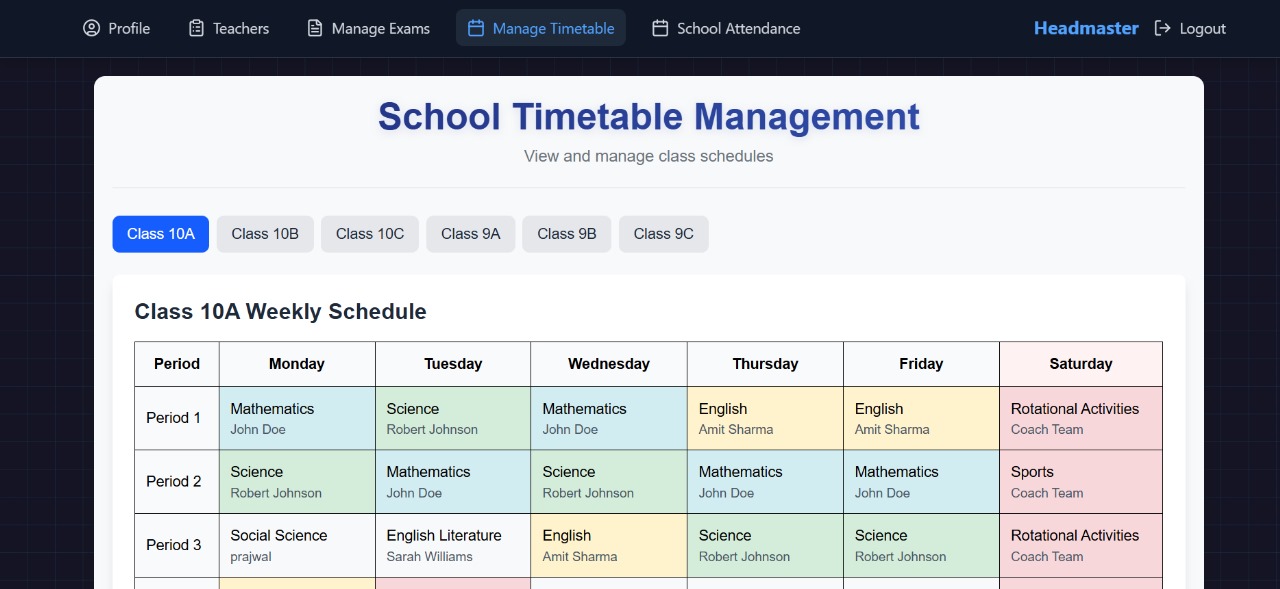 Profile Teachers Manage Exams Manage Timetable School Attendance Headmaster Logout
School Timetable Management
View and manage class schedules
Class 10A Class 10B Class 10C Class 9A Class 9B Class 9C
Class 10A Weekly Schedule
Period Monday Tuesday Wednesday Thursday Friday Saturday
Mathematics Science Mathematics English English Rotational Activities
Period 1
John Doe Robert Johnson John Doe Amit Sharma Amit Sharma Coach Team
Science Mathematics Science Mathematics Mathematics Sports
Period 2
Robert Johnson John Doe Robert Johnson John Doe John Doe Coach Team
Social Science English Literature English Science Science Rotational Activities
Period 3
prajwal Sarah Williams Amit Sharma Robert Johnson Robert Johnson Coach Team